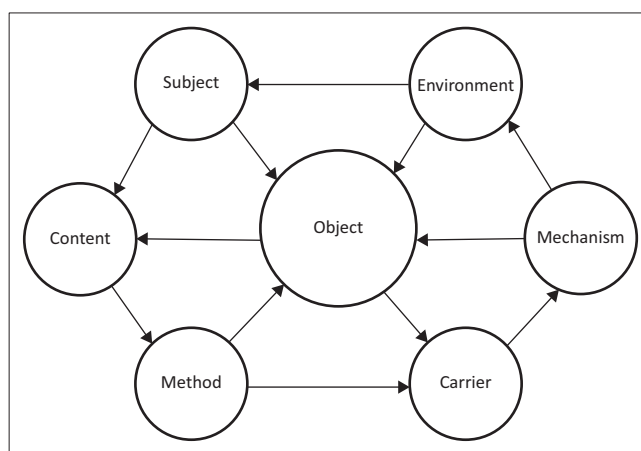 Subject
Environment
Content
Object
Mechanism
Method
Carrier